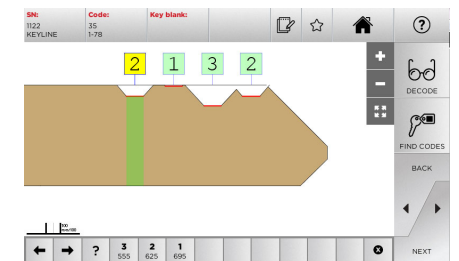 SN: Code: Key blank:
1122 35
KEYLINE 1-78
2 1 3 2
DECODE
FIND CODES
BACK
NEXT
? 3 2 1
555 625 695